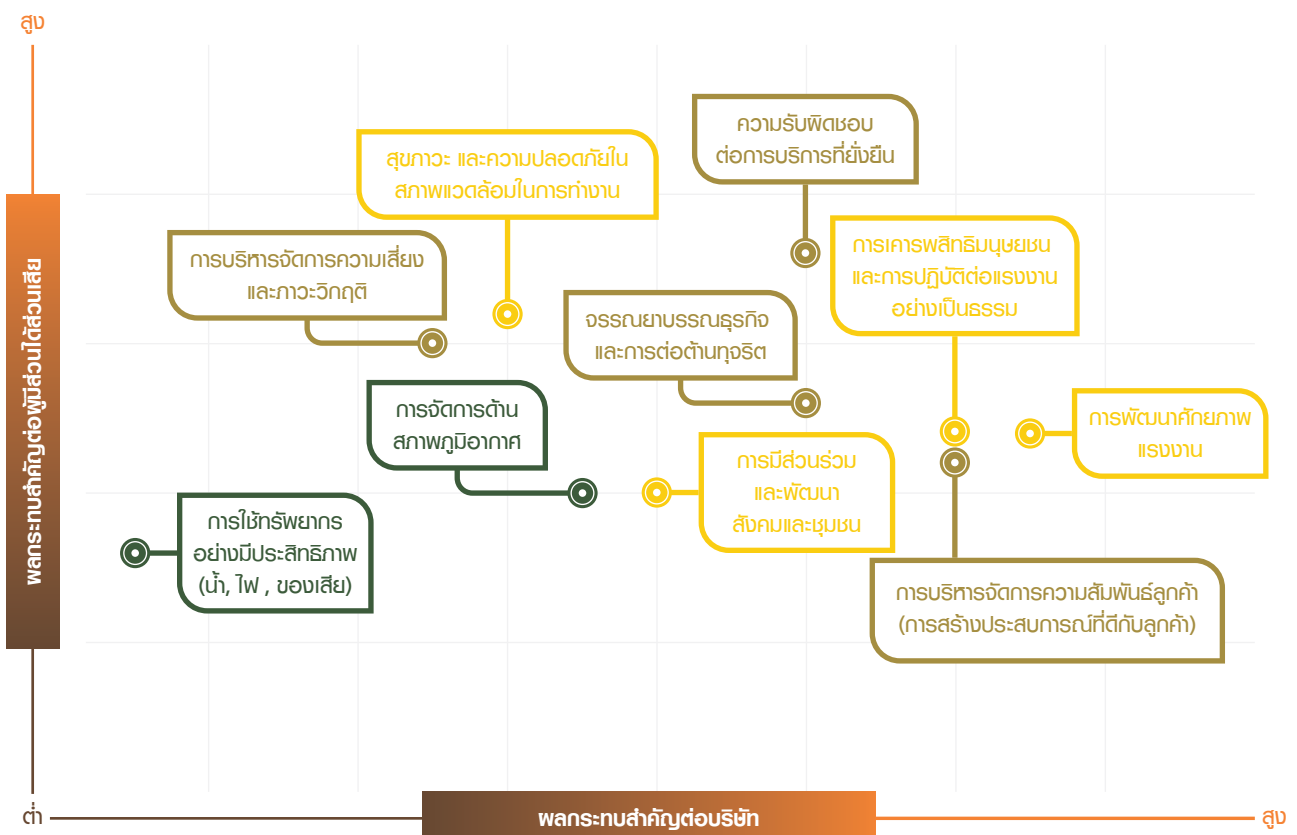 สูง
ความรับผิดชอบ
ต่อการบริการที่ยั่งยืน
สุขภาวะ และความปลอดภัยใน
สภาพแวดล้อมในการทำงาน
การบริหารจัดการความเสี่ยง
และภาวะวิกฤติ
การเคารพสิทธิมนุษยชน
และการปฏิบัติต่อแรงงาน
อย่างเป็นธรรม
จรรณยาบรรณธุรกิจ
และการต่อต้านทุจริต
การจัดการด้าน
สภาพภูมิอากาศ
การพัฒนาศักยภาพ
แรงงาน
การมีส่วนร่วม
และพัฒนา
สังคมและชุมชน
การใช้ทรัพยากร
อย่างมีประสิทธิภาพ
(น้ำ, ไฟ , ของเสีย)
การบริหารจัดการความสัมพันธ์ลูกค้า
(การสร้างประสบการณ์ที่ดีกับลูกค้า)
ผลกระทบสำคัญต่อผู้มีส่วนได้ส่วนเสีย
ต่ำ
ผลกระทบสำคัญต่อบริษัท
สูง